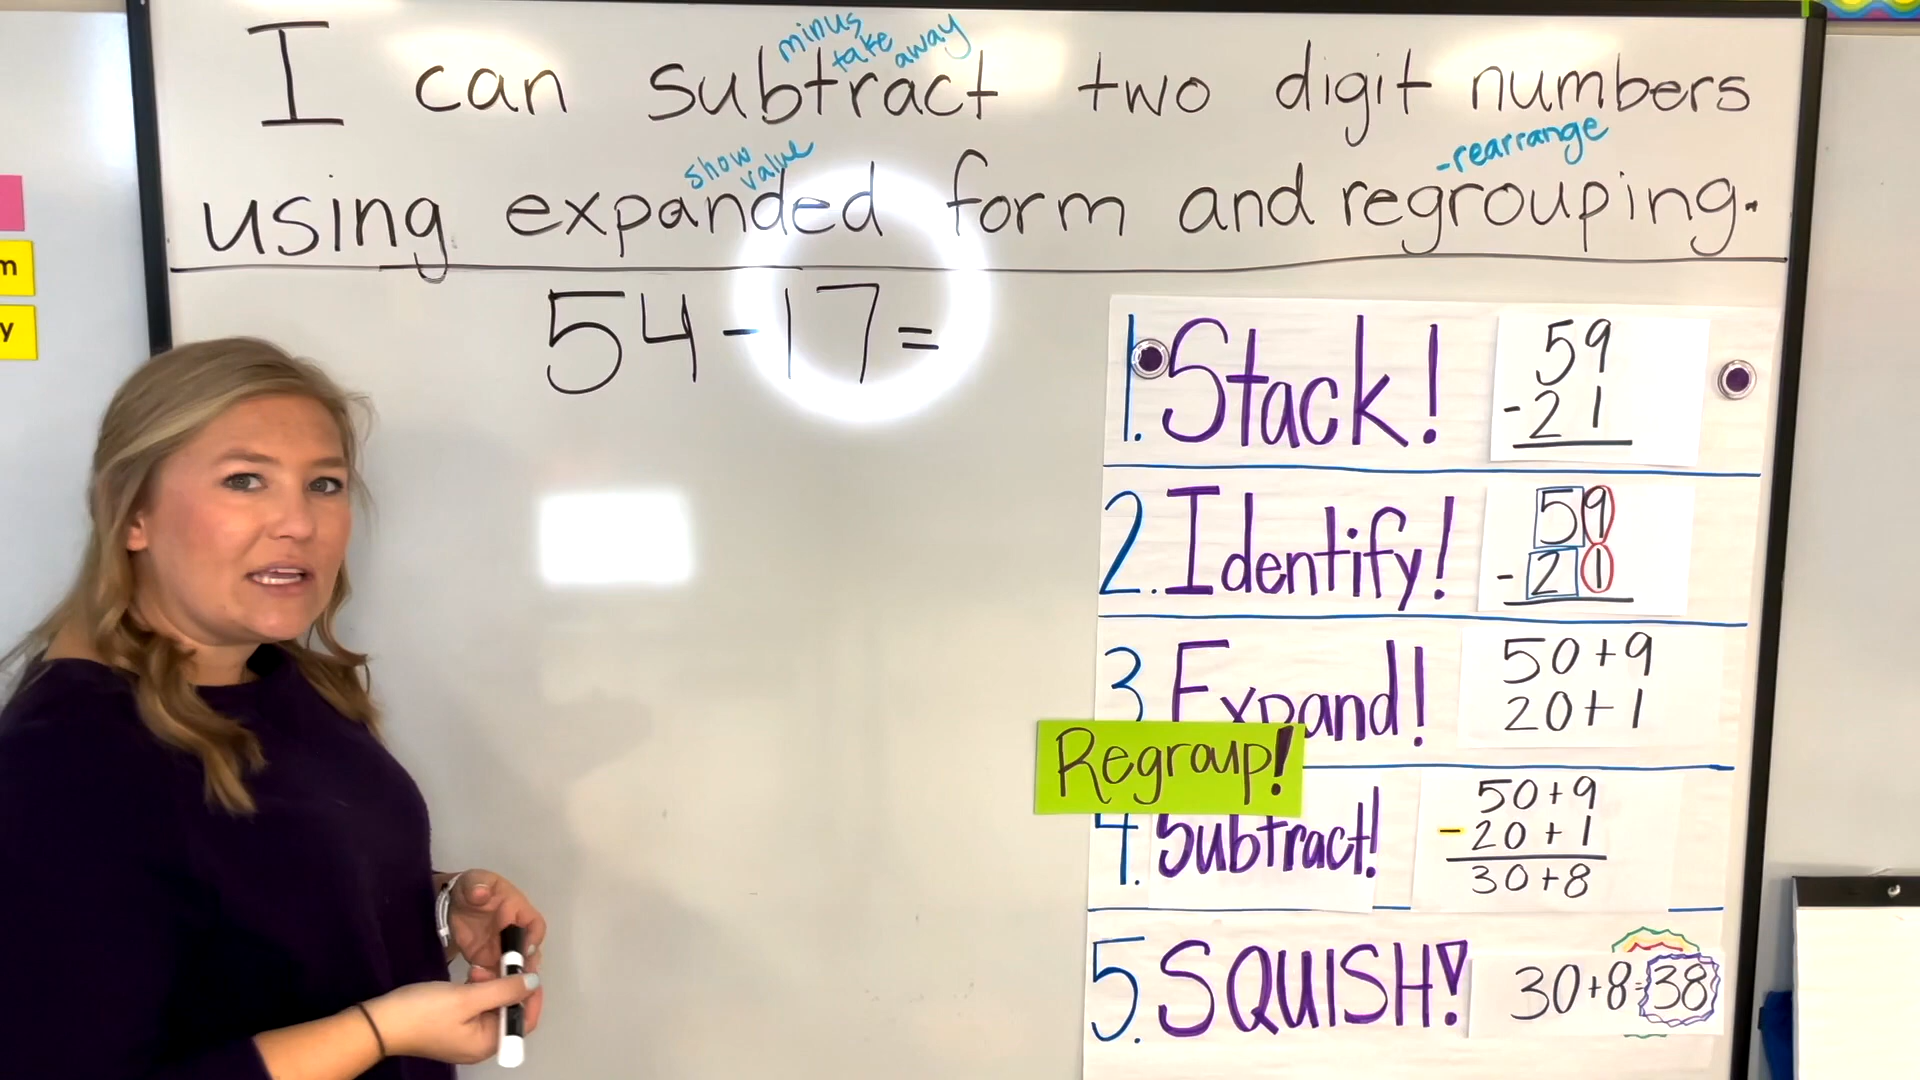 minus
take away
I can subtract two digit numbers
show
value
-rearrange
using expanded form and regrouping.
54-17=
1. Stack!
59
-21
2. Identify!
59
-21
3 Expand!
50+9
20+1
Regroup!
4. Subtract!
50+9
-20+1
30+8
5. SQUISH!
30+8=38
m
y